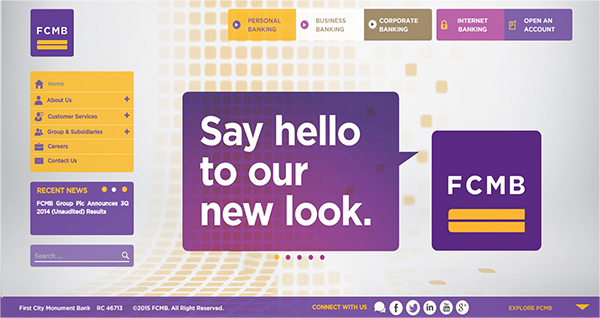 FCMB
PERSONAL
BANKING
BUSINESS
BANKING
CORPORATE
BANKING
INTERNET
BANKING
OPEN AN
ACCOUNT
Home
About Us +
Customer Services +
Group & Subsidiaries +
Careers
Contact Us
RECENT NEWS
FCMB Group Plc Announces 3Q
2014 (Unaudited) Results
Search ...
Say hello
to our
new look.
FCMB
First City Monument Bank RC 46713 ©2015 FCMB. All Right Reserved.
CONNECT WITH US
EXPLORE FCMB